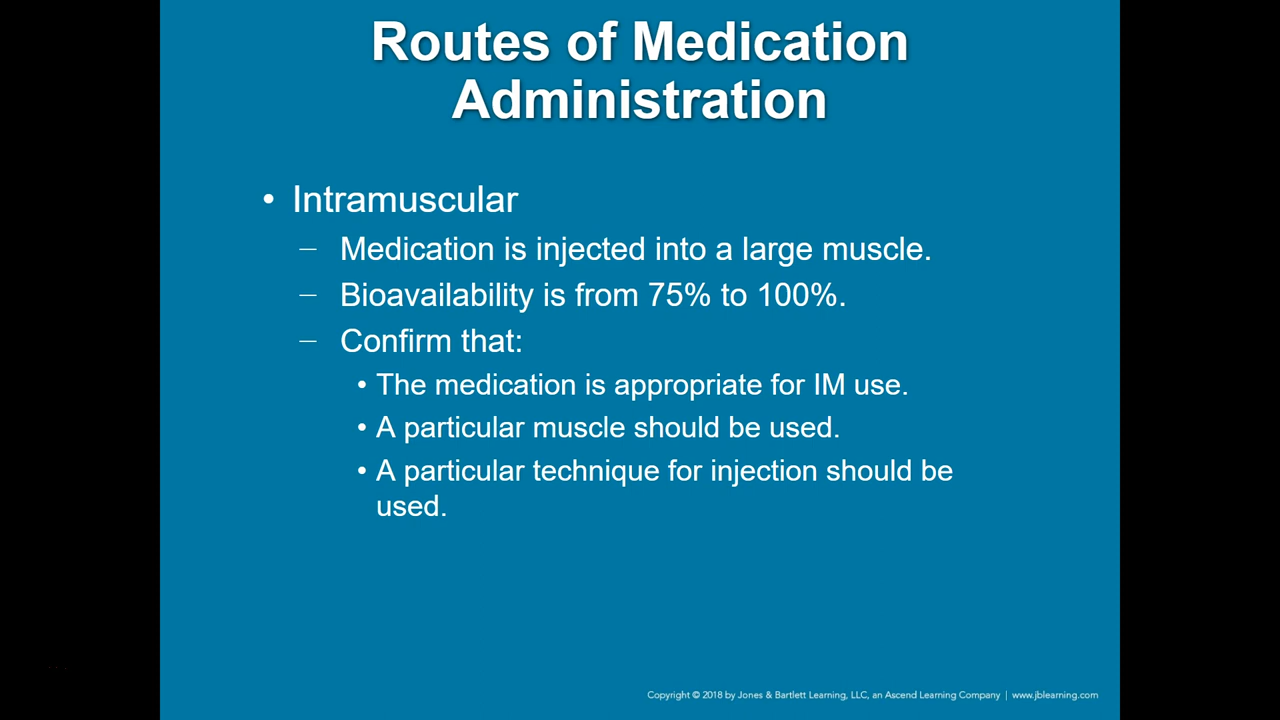 Routes of Medication
Administration
• Intramuscular
– Medication is injected into a large muscle.
– Bioavailability is from 75% to 100%.
– Confirm that:
• The medication is appropriate for IM use.
• A particular muscle should be used.
• A particular technique for injection should be
used.
Copyright © 2018 by Jones & Bartlett Learning, LLC, an Ascend Learning Company | www.jblearning.com